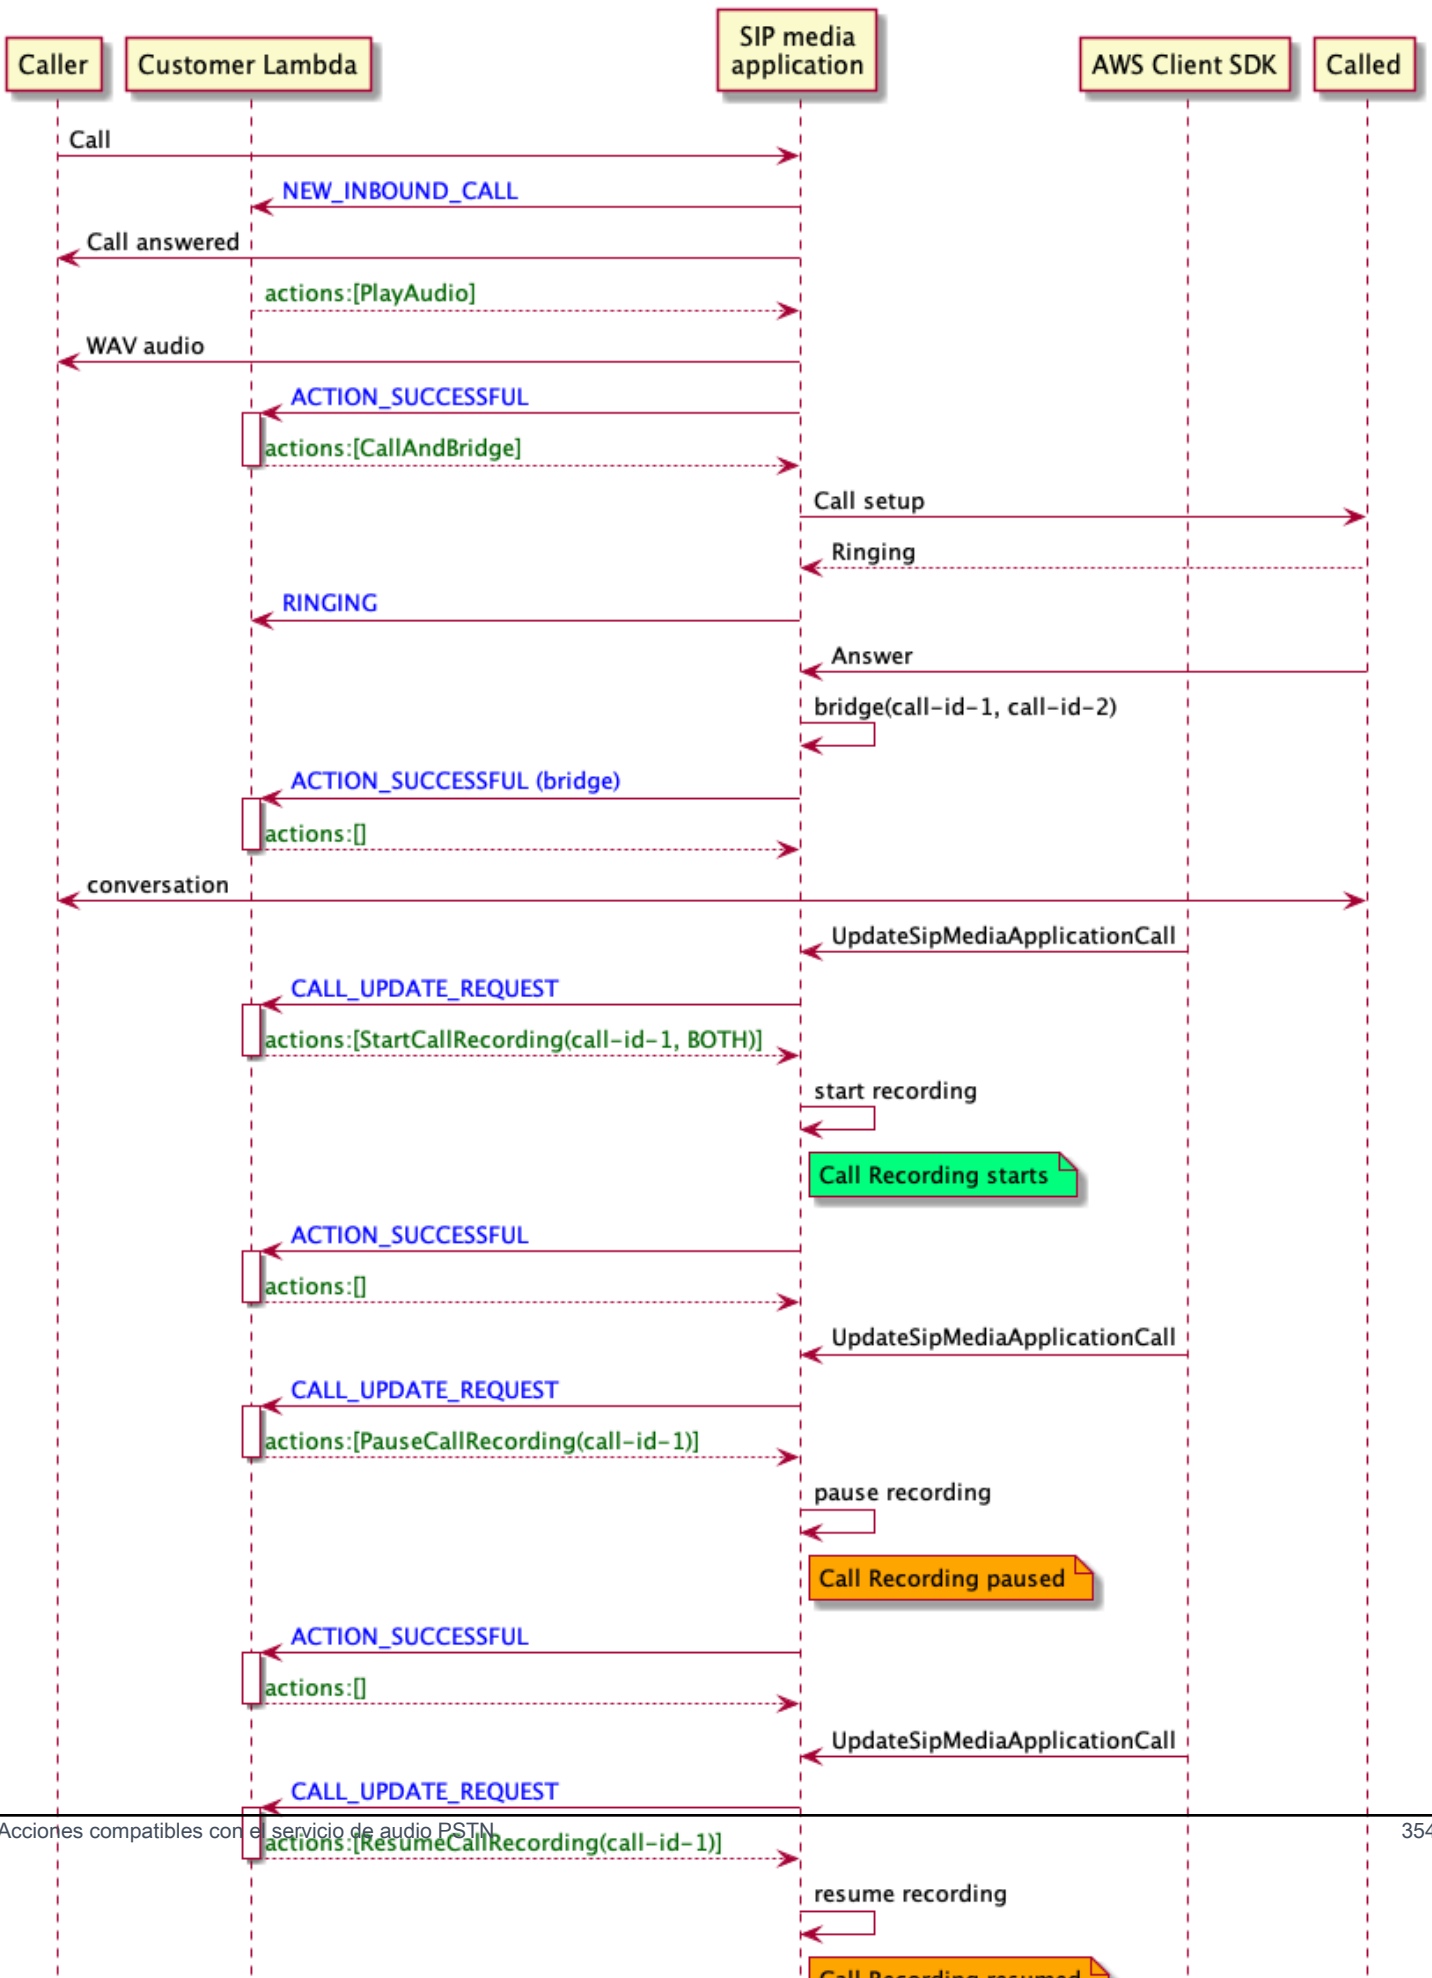 Caller
Customer Lambda
SIP media
application
AWS Client SDK
Called
Call
NEW_INBOUND_CALL
Call answered
actions:[PlayAudio]
WAV audio
ACTION_SUCCESSFUL
actions:[CallAndBridge]
Call setup
Ringing
RINGING
Answer
bridge(call-id-1, call-id-2)
ACTION_SUCCESSFUL (bridge)
actions:[]
conversation
UpdateSipMediaApplicationCall
CALL_UPDATE_REQUEST
actions:[StartCallRecording(call-id-1, BOTH)]
start recording
Call Recording starts
ACTION_SUCCESSFUL
actions:[]
UpdateSipMediaApplicationCall
CALL_UPDATE_REQUEST
actions:[PauseCallRecording(call-id-1)]
pause recording
Call Recording paused
ACTION_SUCCESSFUL
actions:[]
UpdateSipMediaApplicationCall
CALL_UPDATE_REQUEST
Acciones compatibles con el servicio de audio PSTN
354
actions:[ResumeCallRecording(call-id-1)]
resume recording
Call Recording resumed